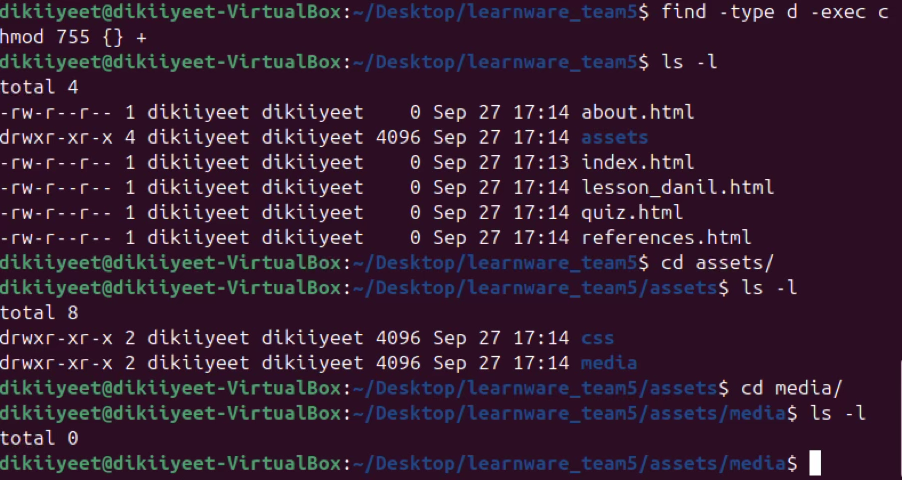 dikiiyeet@dikiiyeet-VirtualBox:~/Desktop/learnware_team5$ find -type d -exec c
hmod 755 {} +
dikiiyeet@dikiiyeet-VirtualBox:~/Desktop/learnware_team5$ ls -l
total 4
-rw-r--r-- 1 dikiiyeet dikiiyeet    0 Sep 27 17:14 about.html
drwxr-xr-x 4 dikiiyeet dikiiyeet 4096 Sep 27 17:14 assets
-rw-r--r-- 1 dikiiyeet dikiiyeet    0 Sep 27 17:13 index.html
-rw-r--r-- 1 dikiiyeet dikiiyeet    0 Sep 27 17:14 lesson_danil.html
-rw-r--r-- 1 dikiiyeet dikiiyeet    0 Sep 27 17:14 quiz.html
-rw-r--r-- 1 dikiiyeet dikiiyeet    0 Sep 27 17:14 references.html
dikiiyeet@dikiiyeet-VirtualBox:~/Desktop/learnware_team5$ cd assets/
dikiiyeet@dikiiyeet-VirtualBox:~/Desktop/learnware_team5/assets$ ls -l
total 8
drwxr-xr-x 2 dikiiyeet dikiiyeet 4096 Sep 27 17:14 css
drwxr-xr-x 2 dikiiyeet dikiiyeet 4096 Sep 27 17:14 media
dikiiyeet@dikiiyeet-VirtualBox:~/Desktop/learnware_team5/assets$ cd media/
dikiiyeet@dikiiyeet-VirtualBox:~/Desktop/learnware_team5/assets/media$ ls -l
total 0
dikiiyeet@dikiiyeet-VirtualBox:~/Desktop/learnware_team5/assets/media$